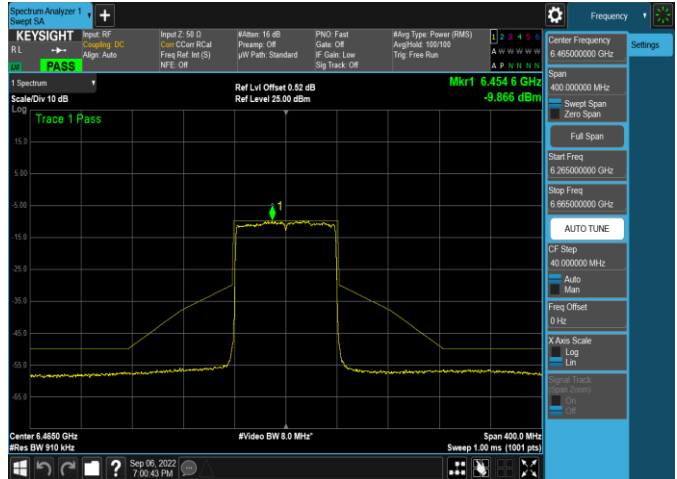 Spectrum Analyzer 1
Swept SA
Frequency
KEYSIGHT
RL
PASS
Input: RF
Coupling: DC
Align: Auto
Input Z: 50 Ω
Corr CCorr RCal
Freq Ref: Int (S)
NFE: Off
#Atten: 16 dB
Preamp: Off
µW Path: Standard
PNO: Fast
Gate: Off
IF Gain: Low
Sig Track: Off
#Avg Type: Power (RMS)
Avg|Hold: 100/100
Trig: Free Run
1 2 3 4 5 6
A W W W W W
A P N N N N
1 Spectrum
Scale/Div 10 dB
Ref Lvl Offset 0.52 dB
Ref Level 25.00 dBm
Mkr1 6.454 6 GHz
-9.866 dBm
Log
Trace 1 Pass
15.0
5.00
-5.00
-15.0
-25.0
-35.0
-45.0
-55.0
-65.0
1
Center 6.4650 GHz
#Res BW 910 kHz
#Video BW 8.0 MHz*
Span 400.0 MHz
Sweep 1.00 ms (1001 pts)
Sep 06, 2022
7:00:43 PM
Center Frequency
6.465000000 GHz
Settings
Span
400.000000 MHz
Swept Span
Zero Span
Full Span
Start Freq
6.265000000 GHz
Stop Freq
6.665000000 GHz
AUTO TUNE
CF Step
40.000000 MHz
Auto
Man
Freq Offset
0 Hz
X Axis Scale
Log
Lin
Signal Track
(Span Zoom)
On
Off